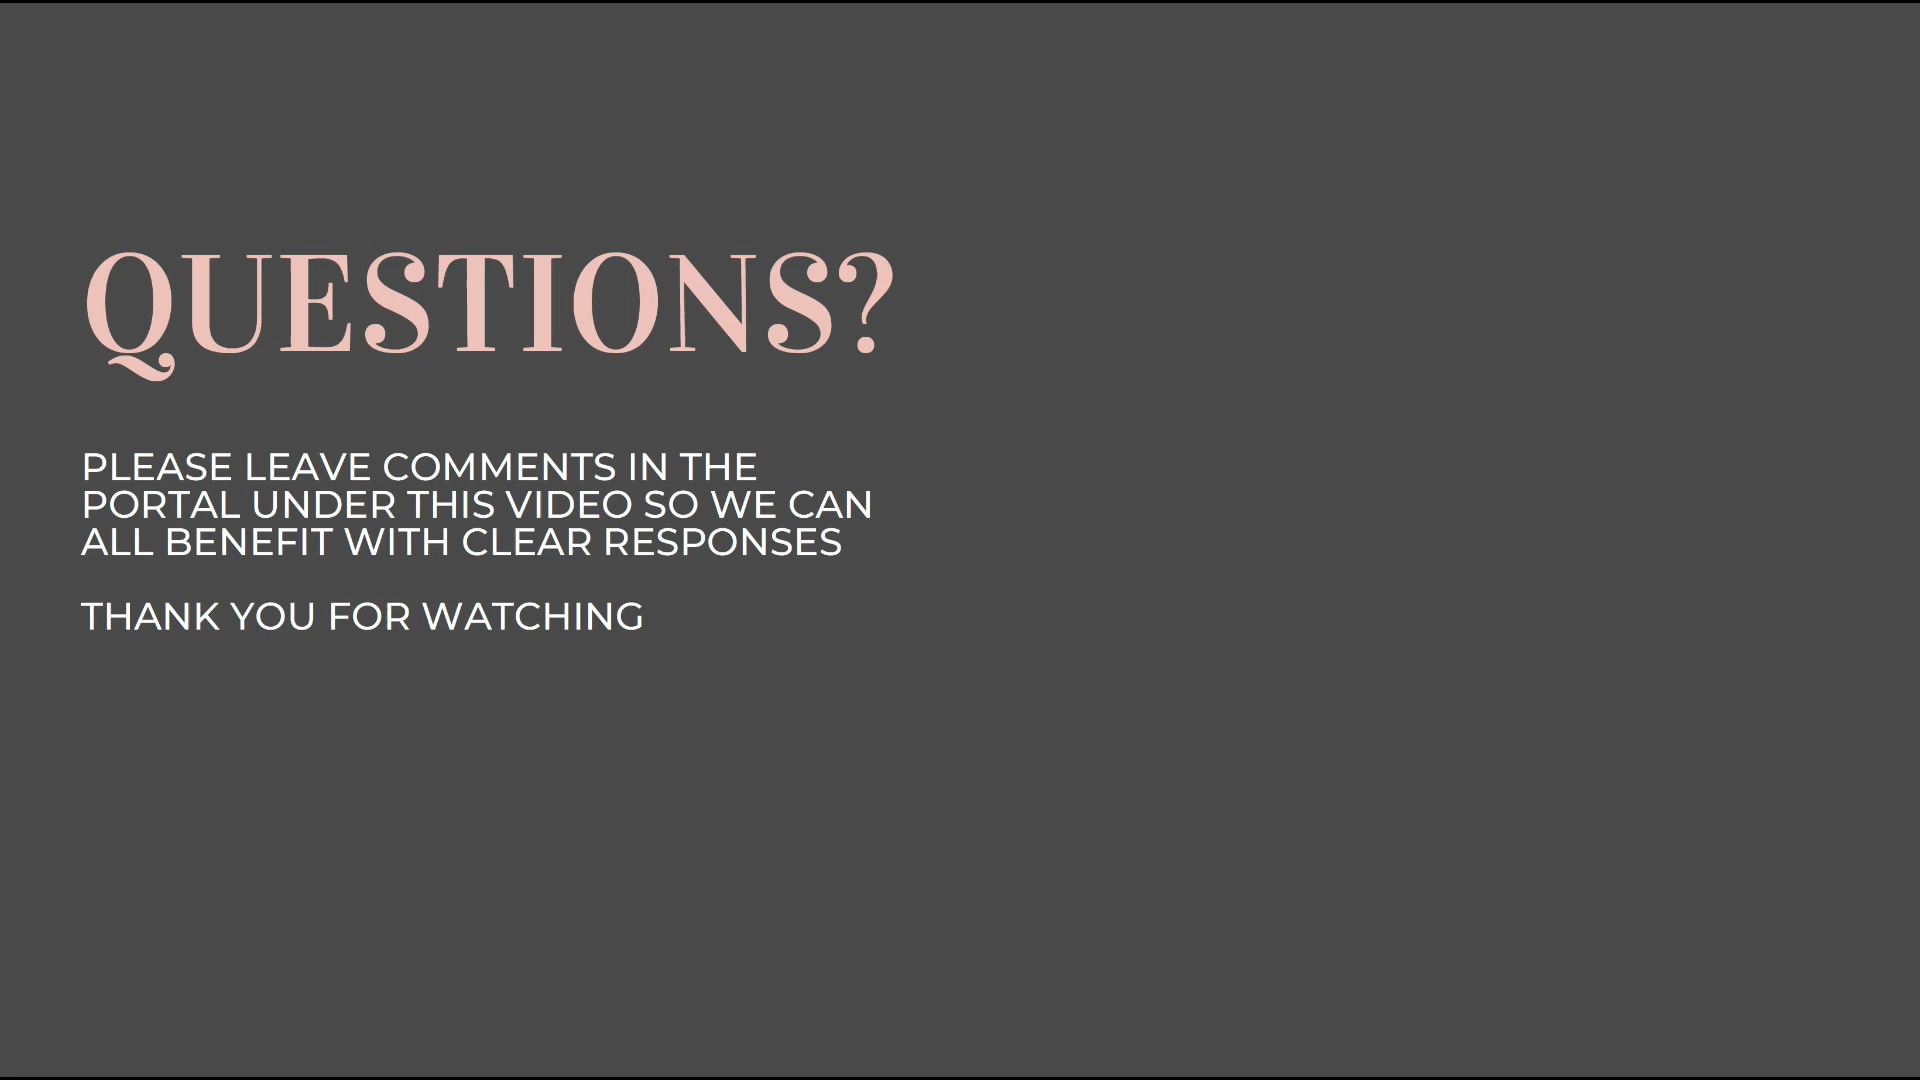 QUESTIONS?
PLEASE LEAVE COMMENTS IN THE
PORTAL UNDER THIS VIDEO SO WE CAN
ALL BENEFIT WITH CLEAR RESPONSES
THANK YOU FOR WATCHING